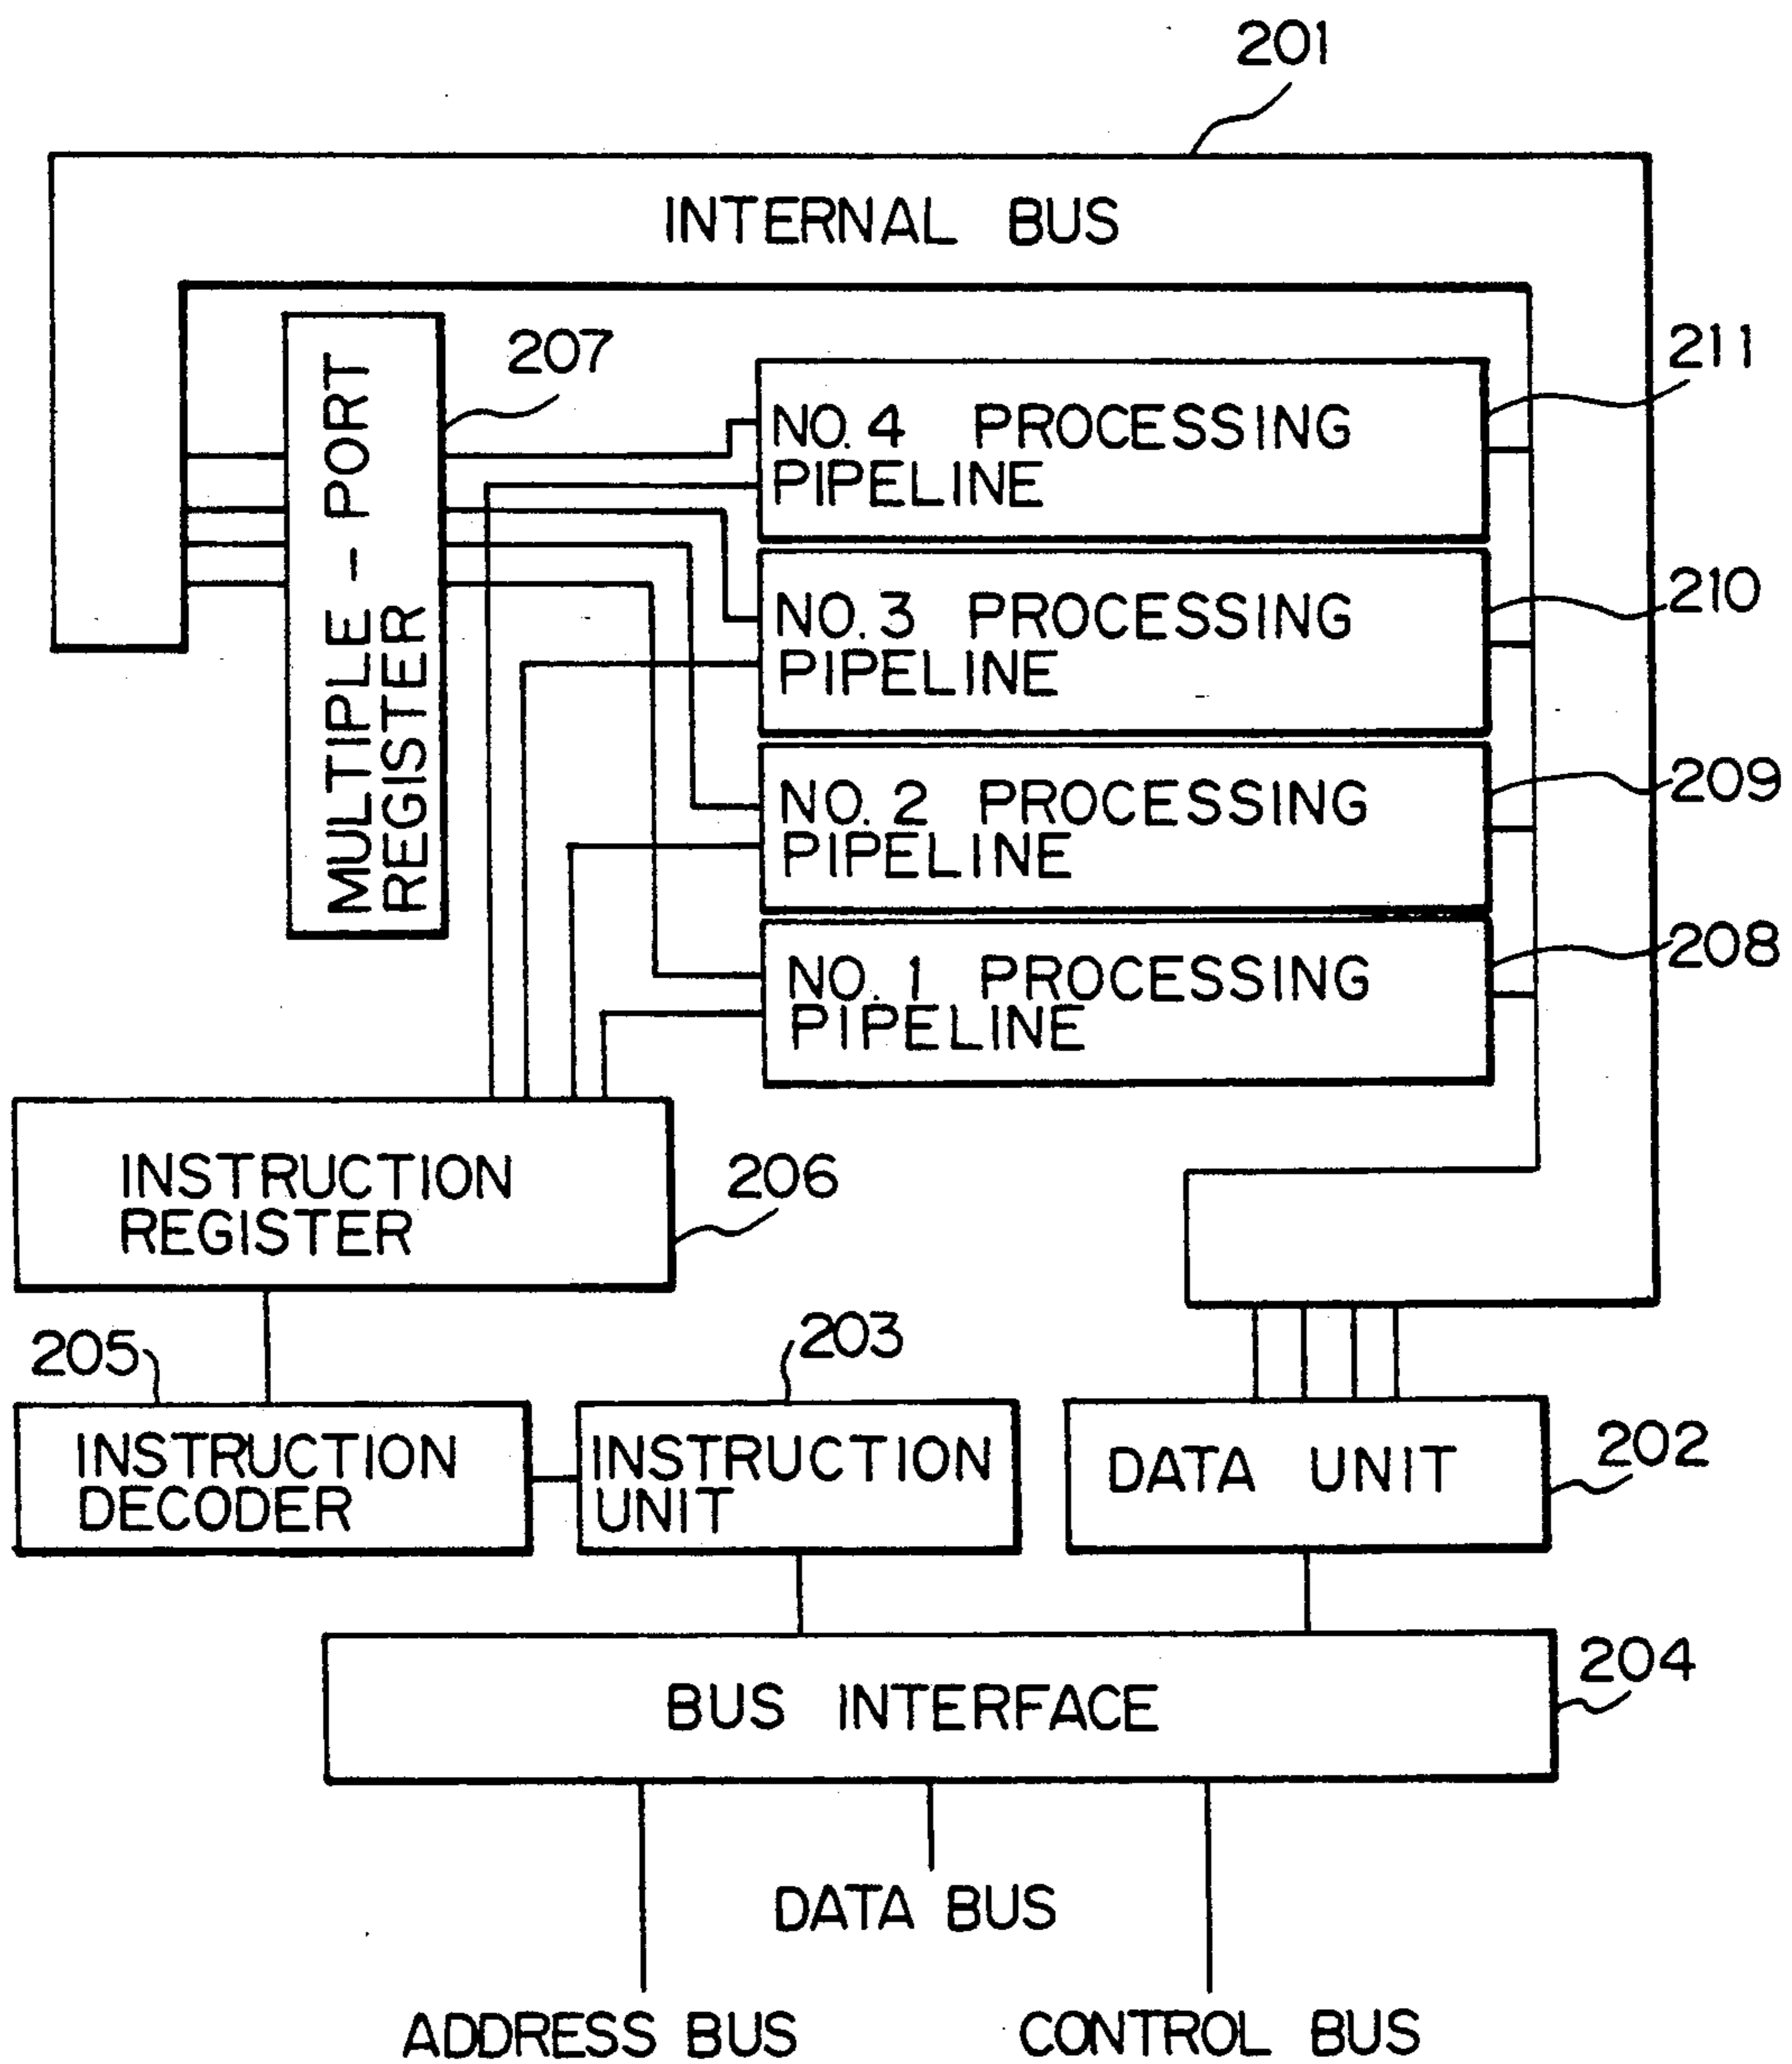 201
INTERNAL BUS
207
MULTIPLE-PORT
REGISTER
211
NO. 4 PROCESSING
PIPELINE
210
NO. 3 PROCESSING
PIPELINE
209
NO. 2 PROCESSING
PIPELINE
208
NO. 1 PROCESSING
PIPELINE
INSTRUCTION
REGISTER
206
205
203
INSTRUCTION
DECODER
INSTRUCTION
UNIT
DATA UNIT
202
BUS INTERFACE
204
DATA BUS
ADDRESS BUS
CONTROL BUS